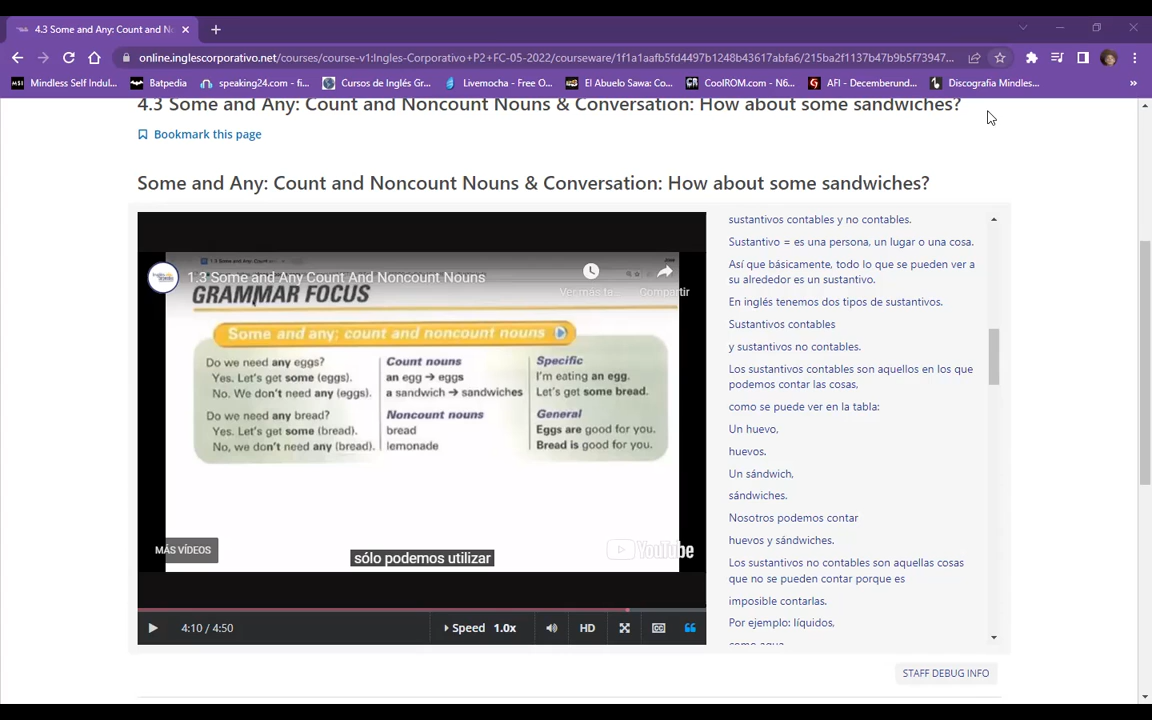 4.3 Some and Any: Count and No
online.inglescorporativo.net/courses/course-v1:Ingles-Corporativo+P2+FC-05-2022/courseware/1f1a1aafb5fd4497b1248b43617abfa6/215ba2f1137b47b9b5f73947...
Mindless Self Indul...
Batpedia
speaking24.com - fi...
Cursos de Inglés Gr...
Livemocha - Free O...
El Abuelo Sawa: Co...
CoolROM.com - N6...
AFI - Decemberund...
Discografia Mindles...
»
4.3 Some and Any: Count and Noncount Nouns & Conversation: How about some sandwiches?
Bookmark this page
Some and Any: Count and Noncount Nouns & Conversation: How about some sandwiches?
1.3 Some and Any Count And Noncount Nouns
Ver más ta...
Compartir
GRAMMAR FOCUS
Some and any; count and noncount nouns
Do we need any eggs?
Yes. Let's get some (eggs).
No. We don't need any (eggs).
Do we need any bread?
Yes. Let's get some (bread).
No, we don't need any (bread).
Count nouns
an egg → eggs
a sandwich → sandwiches
Noncount nouns
bread
lemonade
Specific
I'm eating an egg.
Let's get some bread.
General
Eggs are good for you.
Bread is good for you.
MÁS VÍDEOS
sólo podemos utilizar
YouTube
4:10 / 4:50
Speed 1.0x
HD
CC
sustantivos contables y no contables.
Sustantivo = es una persona, un lugar o una cosa.
Así que básicamente, todo lo que se pueden ver a
su alrededor es un sustantivo.
En inglés tenemos dos tipos de sustantivos.
Sustantivos contables
y sustantivos no contables.
Los sustantivos contables son aquellos en los que
podemos contar las cosas,
como se puede ver en la tabla:
Un huevo,
huevos.
Un sándwich,
sándwiches.
Nosotros podemos contar
huevos y sándwiches.
Los sustantivos no contables son aquellas cosas
que no se pueden contar porque es
imposible contarlas.
Por ejemplo: líquidos,
como agua
STAFF DEBUG INFO